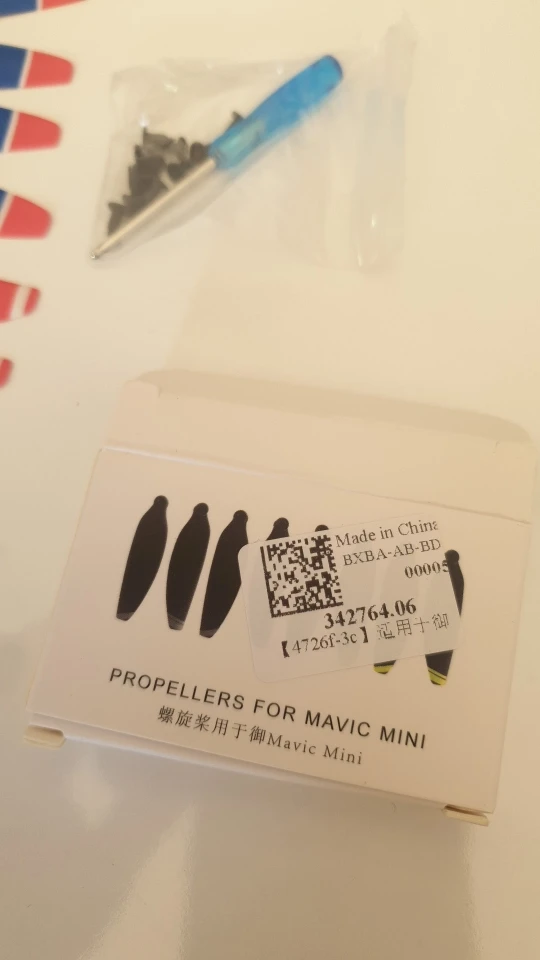 Made in China
BXBA-AB-BD
00005
342764.06
【4726f-3c】适用于御
PROPELLERS FOR MAVIC MINI
螺旋桨用于御Mavic Mini